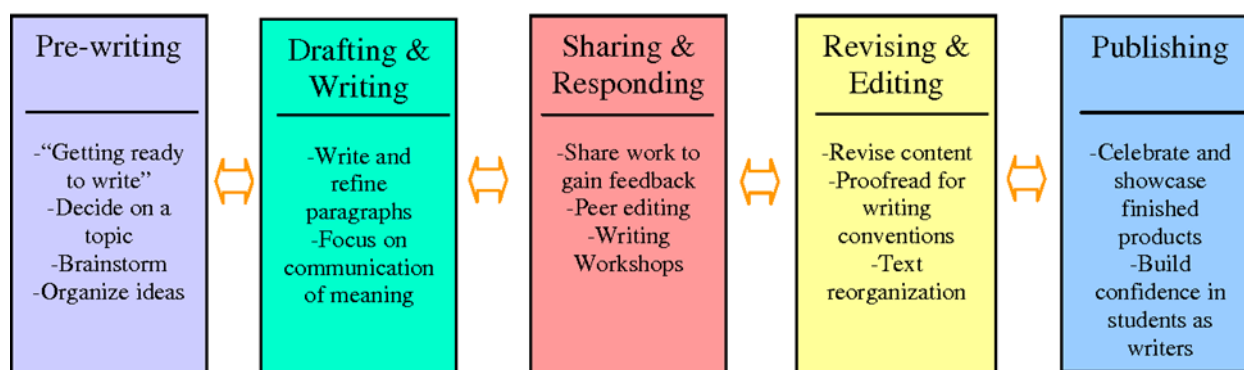 Pre-writing
-“Getting ready
to write”
-Decide on a
topic
-Brainstorm
-Organize ideas
Drafting &
Writing
-Write and
refine
paragraphs
-Focus on
communication
of meaning
Sharing &
Responding
-Share work to
gain feedback
-Peer editing
-Writing
Workshops
Revising &
Editing
-Revise content
-Proofread for
writing
conventions
-Text
reorganization
Publishing
-Celebrate and
showcase
finished
products
-Build
confidence in
students as
writers